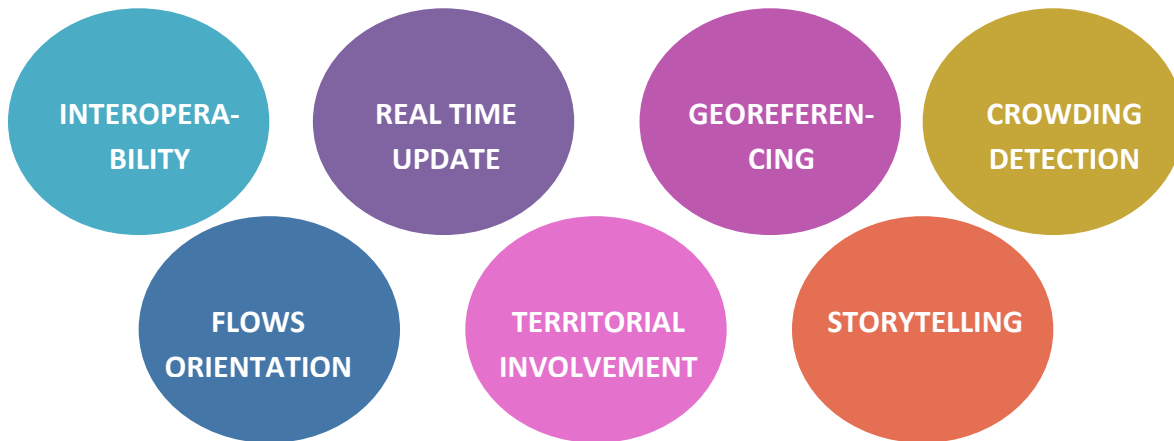 INTEROPERA-
BILITY
REAL TIME
UPDATE
GEOREFEREN-
CING
CROWDING
DETECTION
FLOWS
ORIENTATION
TERRITORIAL
INVOLVEMENT
STORYTELLING